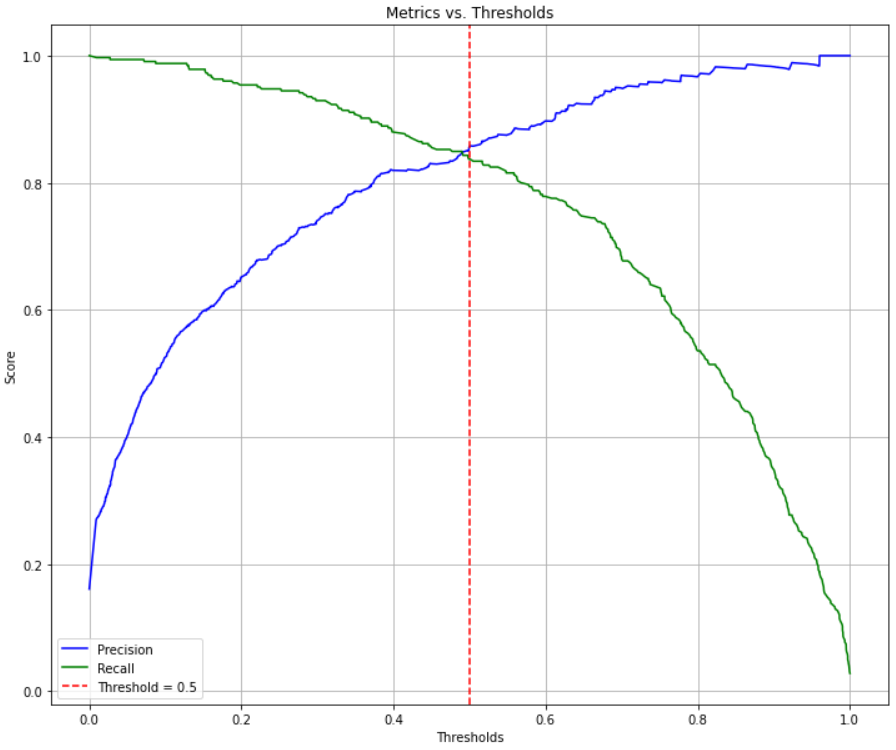 Metrics vs. Thresholds
Score
1.0
0.8
0.6
0.4
0.2
0.0
Precision
Recall
Threshold = 0.5
0.0 0.2 0.4 0.6 0.8 1.0
Thresholds